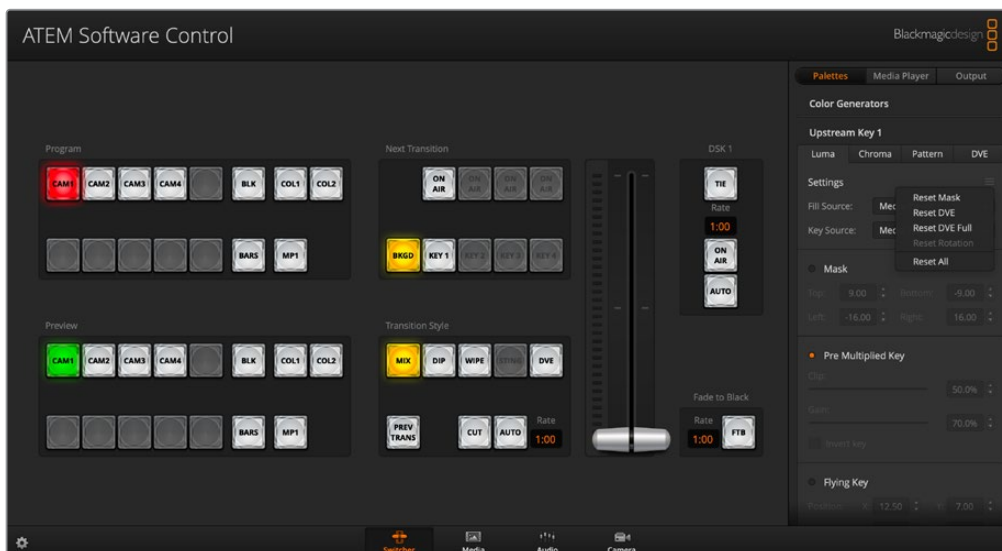 ATEM Software Control
Blackmagicdesign
Palettes Media Player Output
Color Generators
Upstream Key 1
Luma Chroma Pattern DVE
Settings
Fill Source: Med
Key Source: Med
Reset Mask
Reset DVE
Reset DVE Full
Reset Rotation
Reset All
Mask
Top: 9.00 Bottom: -9.00
Left: -16.00 Right: 16.00
Pre Multiplied Key
Clip:
50.0%
Gain:
70.0%
Invert key
Flying Key
Position: X: 12.50 Y: 7.00
Program
CAM1 CAM2 CAM3 CAM4 BLK COL1 COL2
BARS MP1
Preview
CAM1 CAM2 CAM3 CAM4 BLK COL1 COL2
BARS MP1
Next Transition
ON AIR ON AIR ON AIR ON AIR
BKGD KEY 1 KEY 2 KEY 3 KEY 4
Transition Style
MIX DIP WIPE STING DVE
PREV TRANS CUT AUTO Rate 1:00
DSK 1
TIE
Rate
1:00
ON AIR
AUTO
Fade to Black
Rate
1:00 FTB
Switcher Media Audio Camera